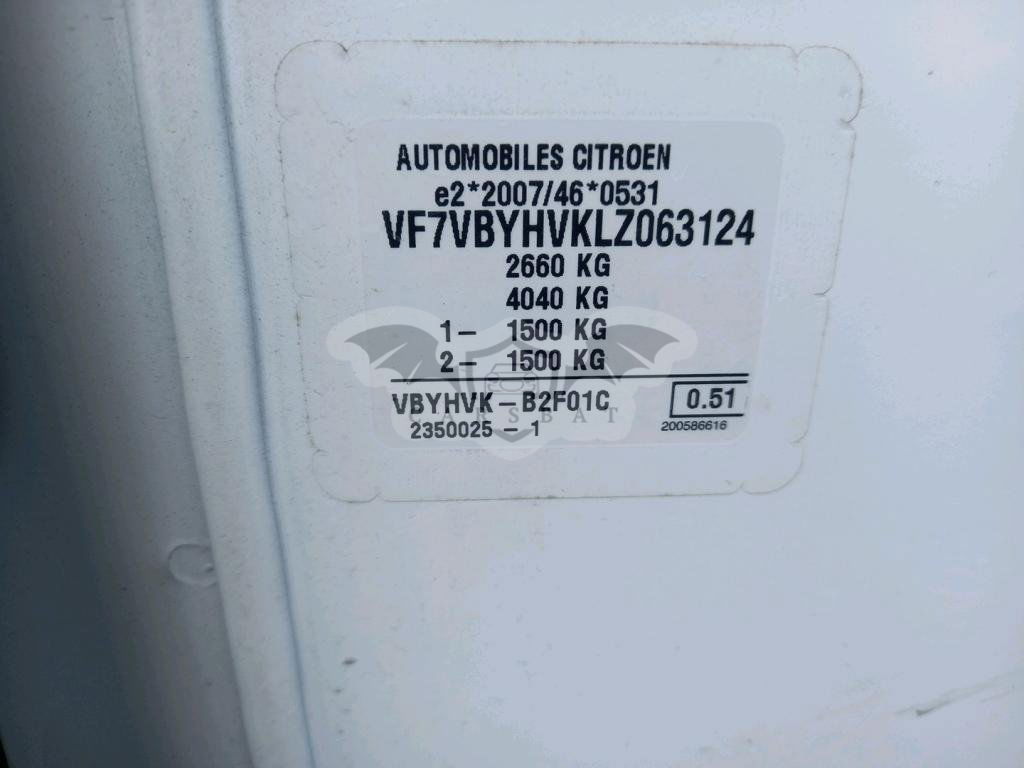 AUTOMOBILES CITROEN
e2*2007/46*0531
VF7VBYHVKLZ063124
2660 KG
4040 KG
1- 1500 KG
2- 1500 KG
VBYHVK-B2F01C 0.51
CARSBAT
2350025-1 200586616